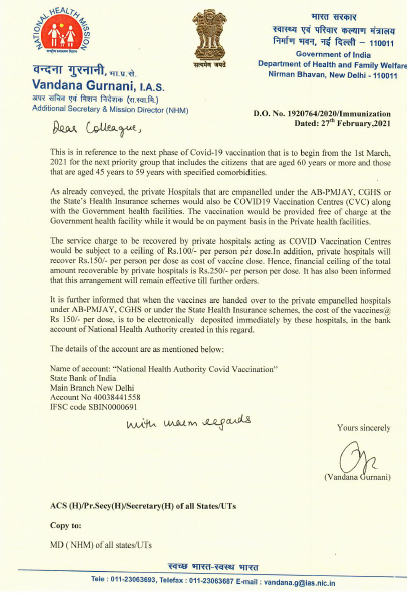 NATIONAL HEALTH MISSION
सत्यमेव जयते
भारत सरकार
स्वास्थ्य एवं परिवार कल्याण मंत्रालय
निर्माण भवन, नई दिल्ली - 110011
Government of India
Department of Health and Family Welfare
Nirman Bhavan, New Delhi - 110011
वन्दना गुरनानी, भा.प्र.से.
Vandana Gurnani, I.A.S.
अपर सचिव एवं मिशन निदेशक (रा.स्वा.मि.)
Additional Secretary & Mission Director (NHM)
D.O. No. 1920764/2020/Immunization
Dated: 27th February,2021
Dear Colleague,
This is in reference to the next phase of Covid-19 vaccination that is to begin from the 1st March,
2021 for the next priority group that includes the citizens that are aged 60 years or more and those
that are aged 45 years to 59 years with specified comorbidities.
As already conveyed, the private Hospitals that are empanelled under the AB-PMJAY, CGHS or
the State's Health Insurance schemes would also be COVID19 Vaccination Centres (CVC) along
with the Government health facilities. The vaccination would be provided free of charge at the
Government health facility while it would be on payment basis in the Private health facilities.
The service charge to be recovered by private hospitals acting as COVID Vaccination Centres
would be subject to a ceiling of Rs.100/- per person per dose.In addition, private hospitals will
recover Rs.150/- per person per dose as cost of vaccine close. Hence, financial ceiling of the total
amount recoverable by private hospitals is Rs.250/- per person per dose. It has also been informed
that this arrangement will remain effective till further orders.
It is further informed that when the vaccines are handed over to the private empanelled hospitals
under AB-PMJAY, CGHS or under the State Health Insurance schemes, the cost of the vaccines@
Rs 150/- per dose, is to be electronically deposited immediately by these hospitals, in the bank
account of National Health Authority created in this regard.
The details of the account are as mentioned below:
Name of account: "National Health Authority Covid Vaccination"
State Bank of India
Main Branch New Delhi
Account No 40038441558
IFSC code SBIN0000691
with warm regards
Yours sincerely
(Vandana Gurnani)
ACS (H)/Pr.Secy(H)/Secretary(H) of all States/UTs
Copy to:
MD ( NHM) of all states/UTs
स्वच्छ भारत-स्वस्थ भारत
Tele : 011-23063693, Telefax : 011-23063687 E-mail : vandana.g@ias.nic.in